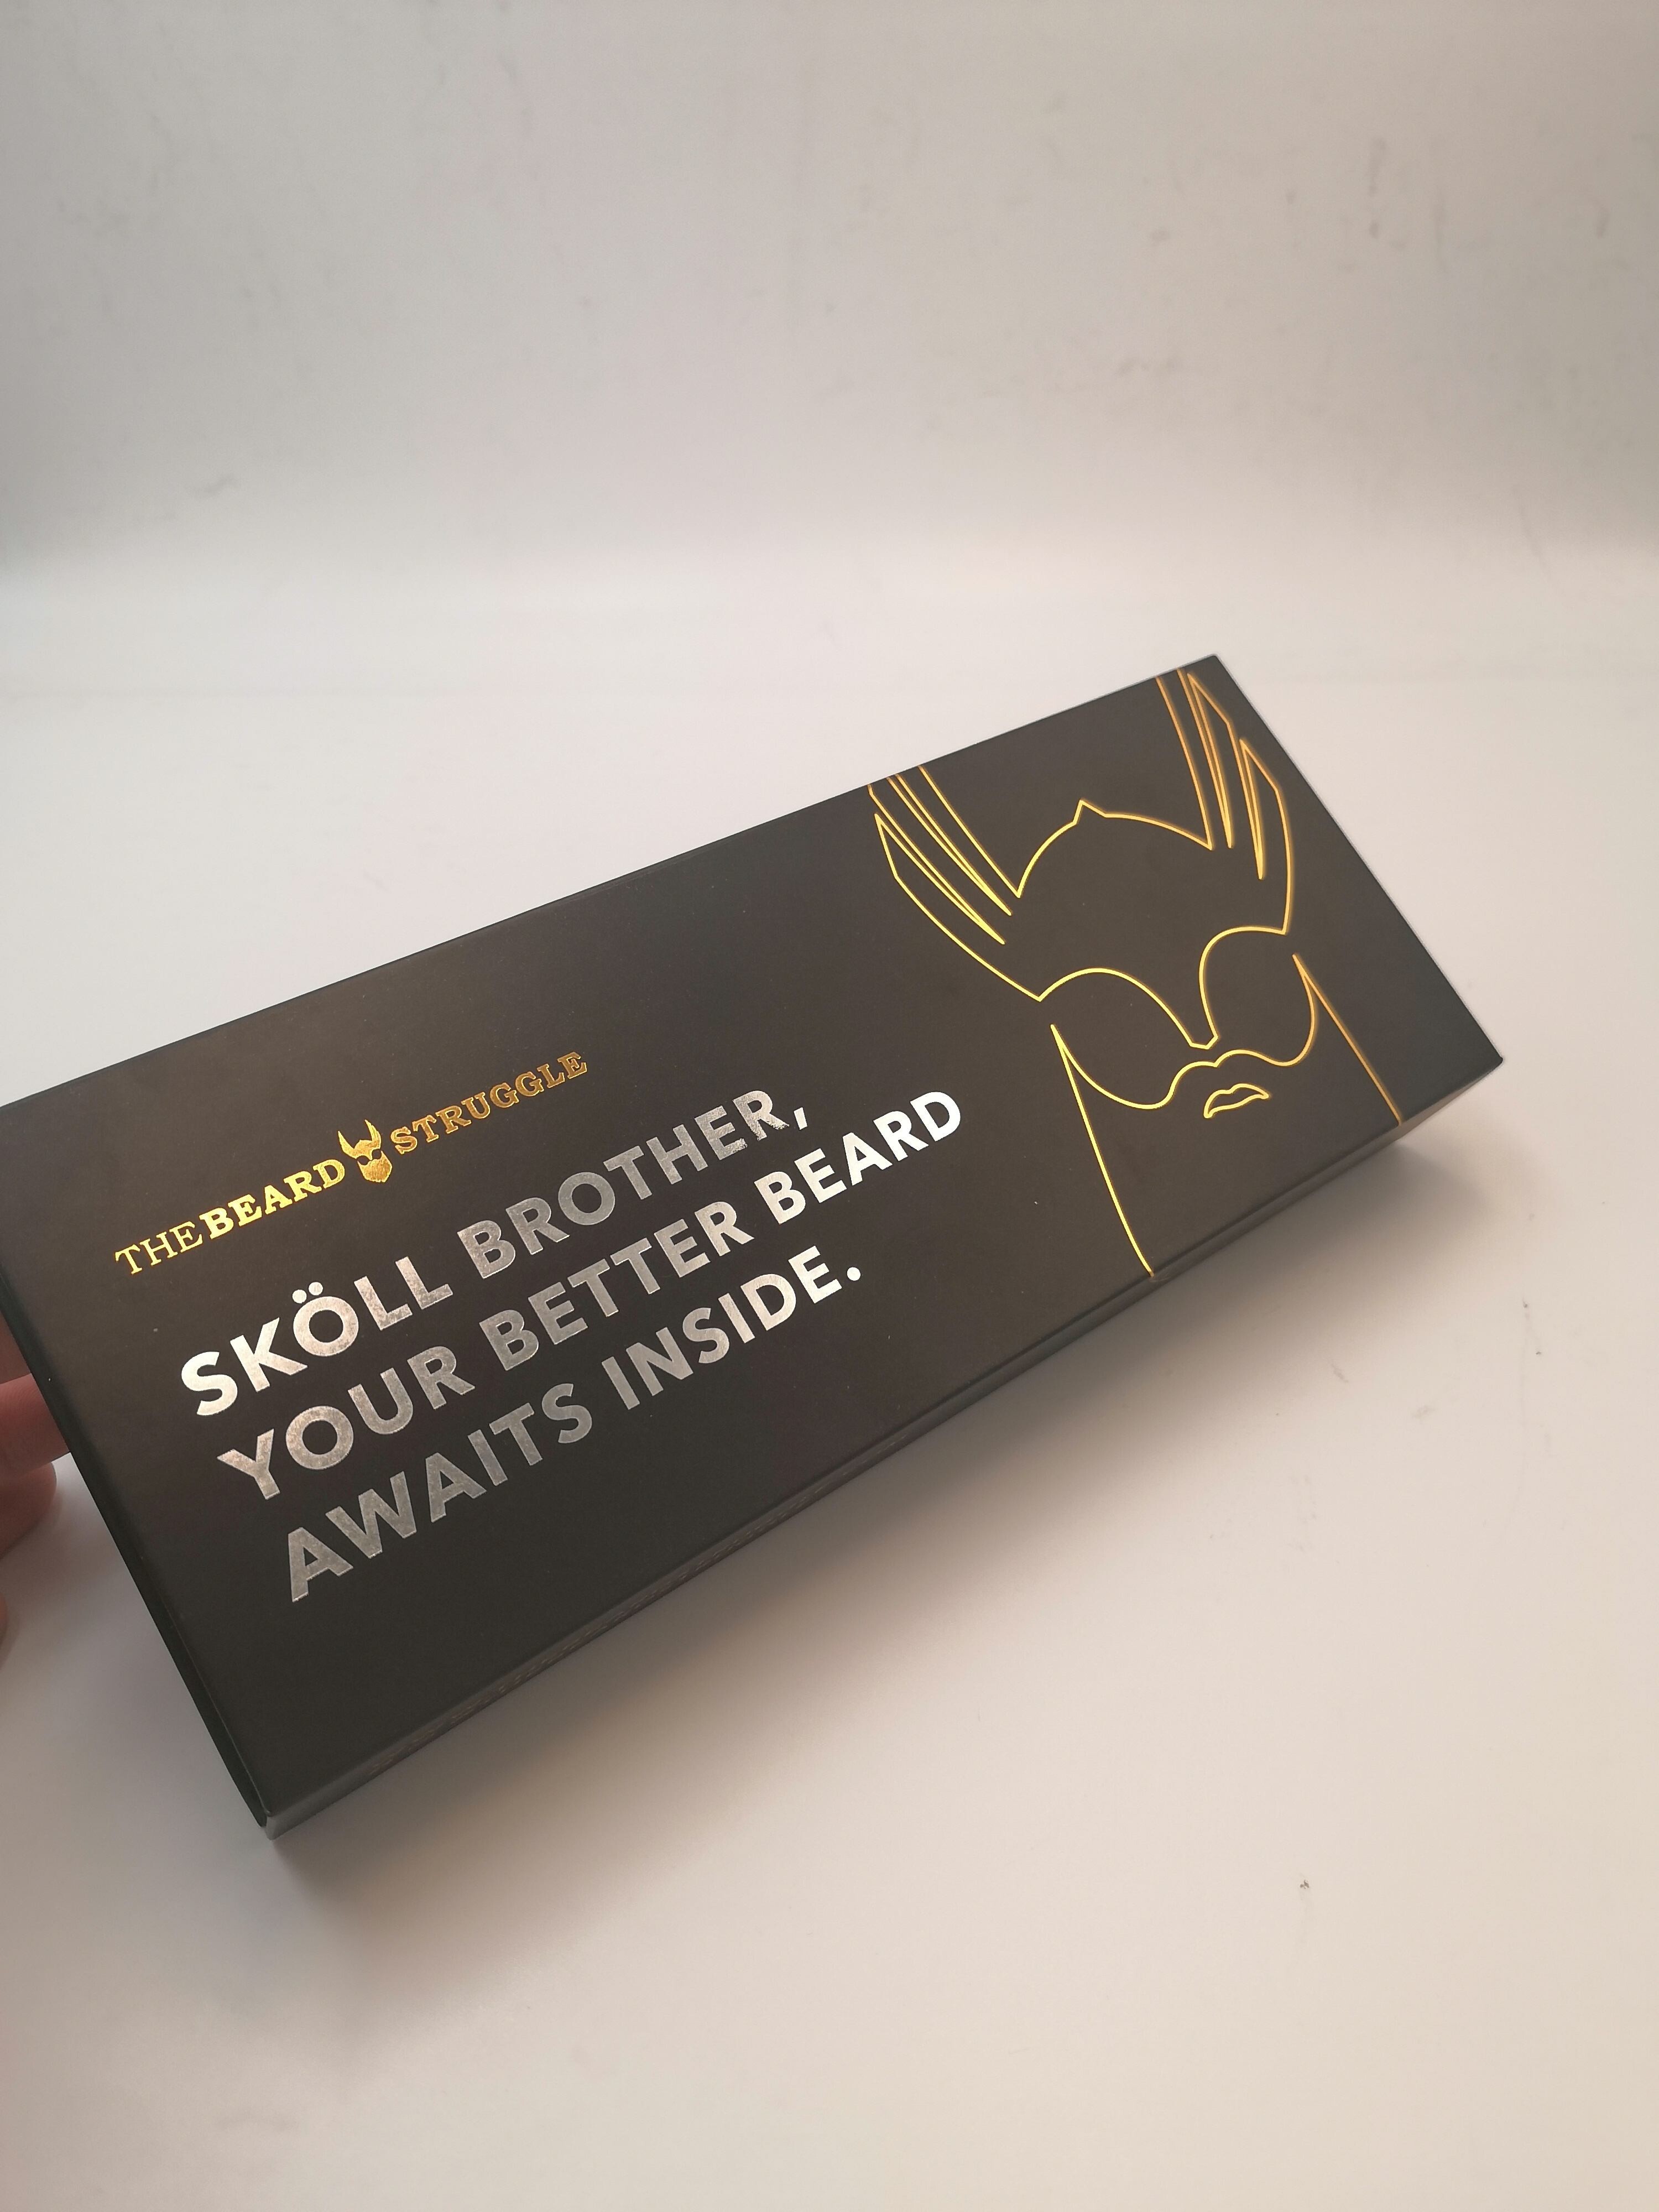 THE BEARD STRUGGLE
SKÖLL BROTHER,
YOUR BETTER BEARD
AWAITS INSIDE.